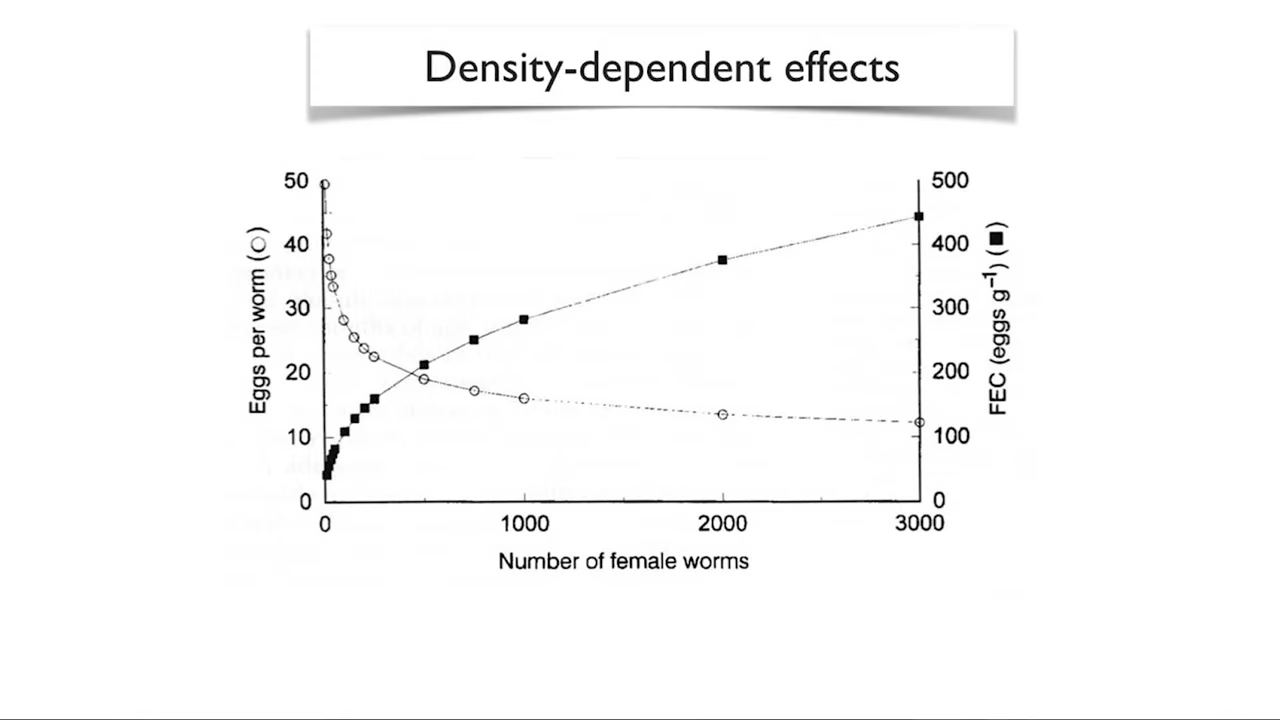 Density-dependent effects
50
40
30
20
10
0
Eggs per worm (○)
500
400
300
200
100
0
FEC (eggs g⁻¹) (■)
0 1000 2000 3000
Number of female worms